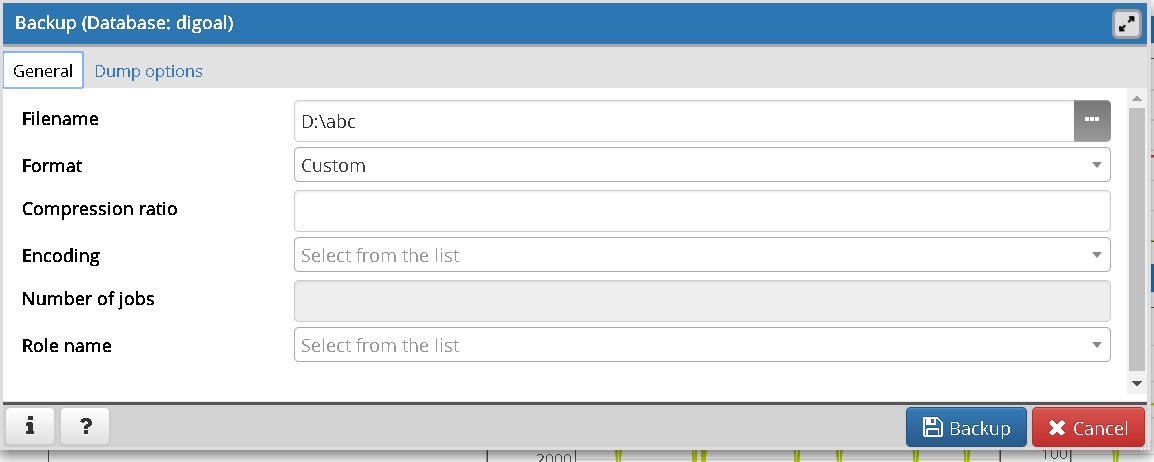 Backup (Database: digoal)
General Dump options
Filename D:\abc ...
Format Custom
Compression ratio
Encoding Select from the list
Number of jobs
Role name Select from the list
i ? Backup Cancel
2000 100